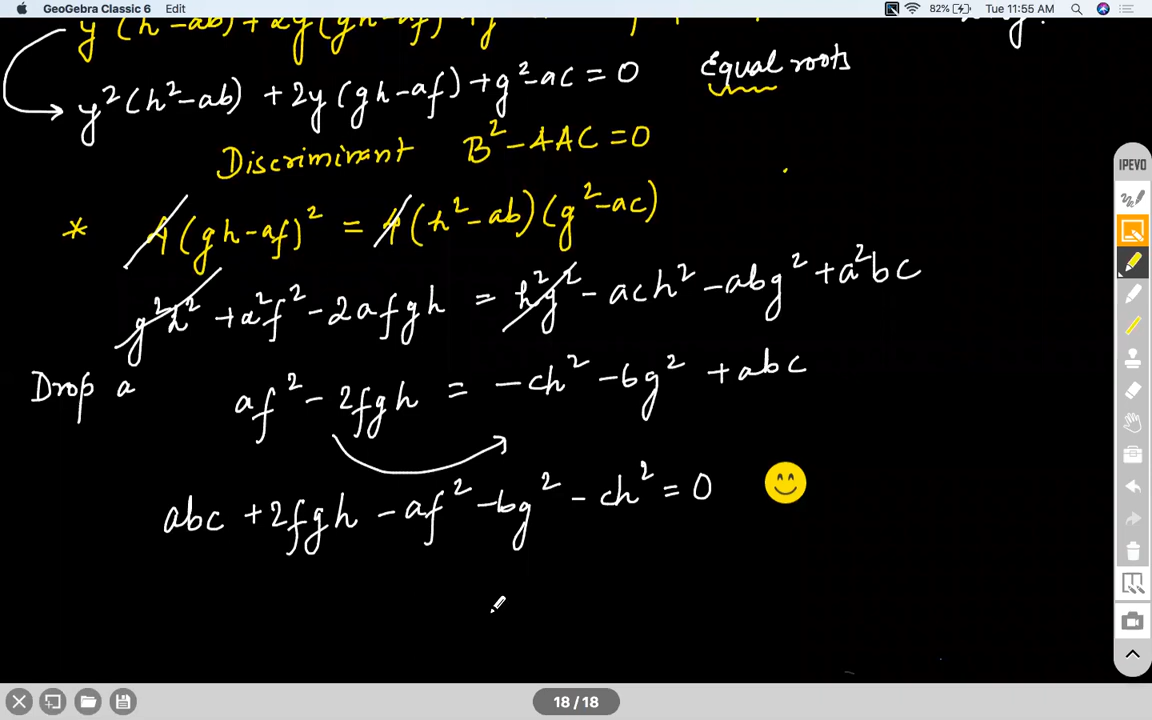 GeoGebra Classic 6 Edit 82% Tue 11:55 AM
y²(h²-ab) + 2y(gh-af) + g²-ac = 0 Equal roots
Discriminant B²-4AC = 0
* 4(gh-af)² = 4(h²-ab)(g²-ac)
g²h² + a²f² - 2afgh = h²g² - ach² - abg² + a²bc
Drop a af² - 2fgh = -ch² - bg² + abc
abc + 2fgh - af² - bg² - ch² = 0
IPEVO
18 / 18